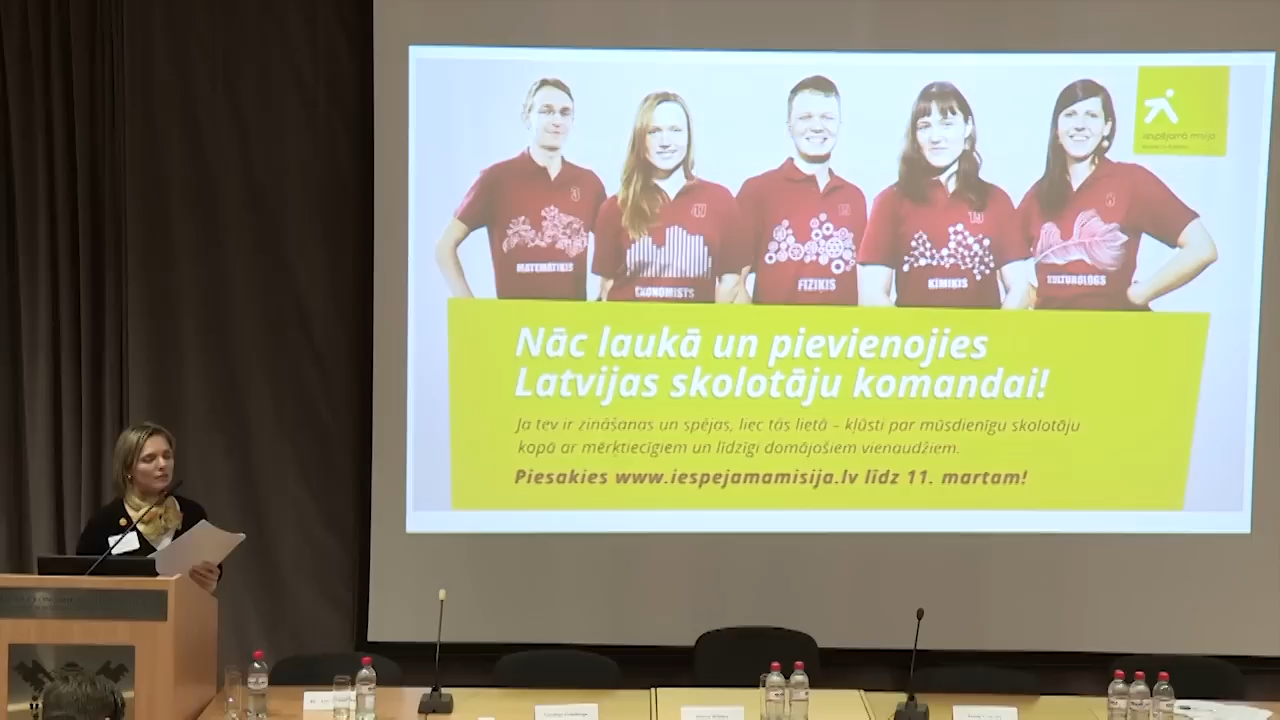 iespējamā misija
MATEMĀTIĶIS
EKONOMISTS
FIZIĶIS
ĶĪMIĶIS
KULTUROLOGS
Nāc laukā un pievienojies
Latvijas skolotāju komandai!
Ja tev ir zināšanas un spējas, liec tās lietā – kļūsti par mūsdienīgu skolotāju
kopā ar mērķtiecīgiem un līdzīgi domājošiem vienaudžiem.
Piesakies www.iespejamamisija.lv līdz 11. martam!